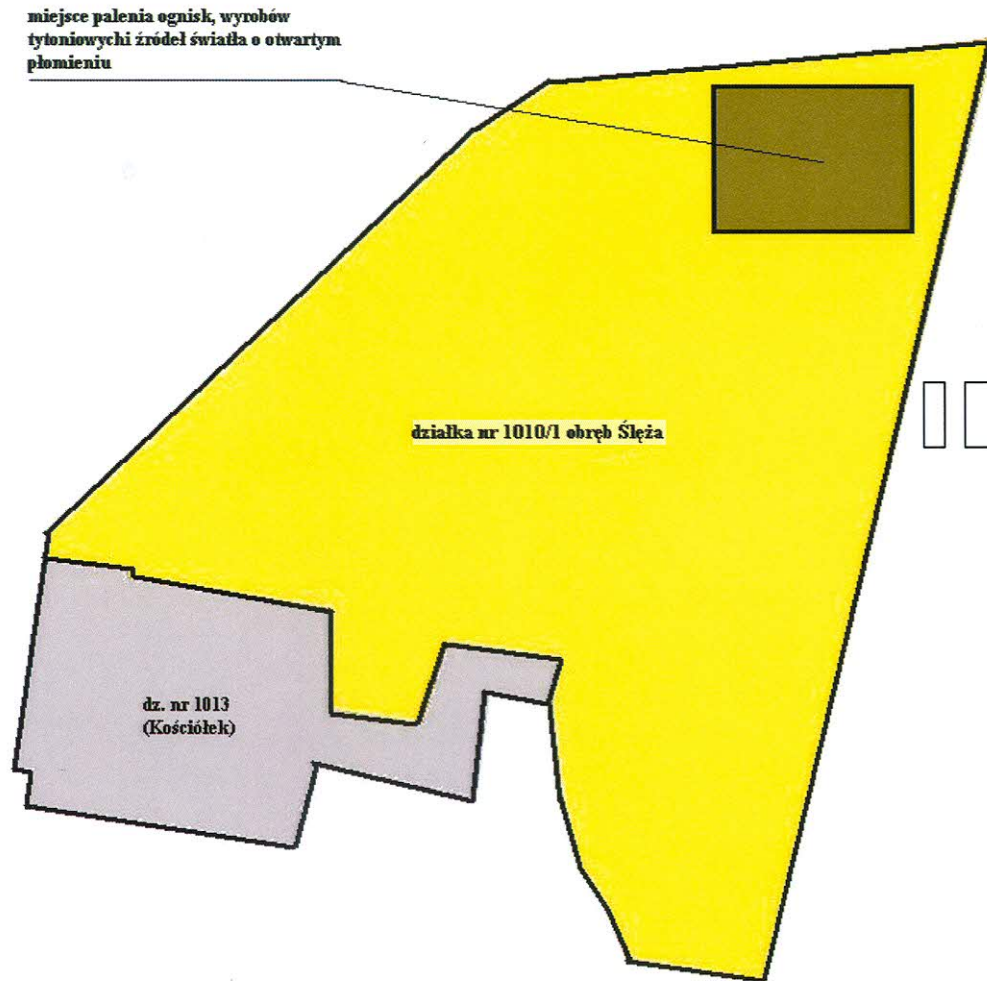 miejsce palenia ognisk, wyrobów
tytoniowychi źródeł światła o otwartym
płomieniu
działka nr 1010/1 obręb Ślęża
dz. nr 1013
(Kościółek)